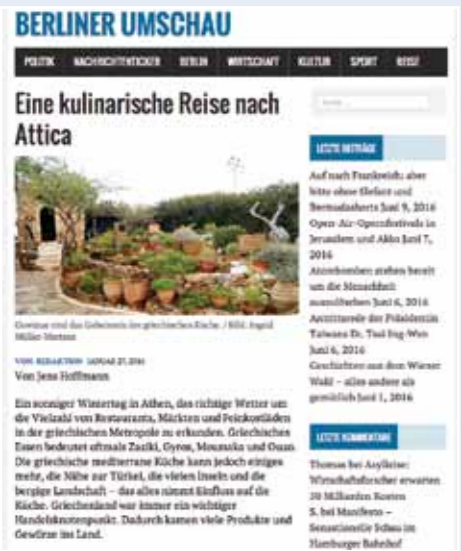 BERLINER UMSCHAU
POLITIK NACHRICHTENTICKER BERLIN WIRTSCHAFT KULTUR SPORT REISE
Eine kulinarische Reise nach
Attica
Gewürze sind das Geheimnis der griechischen Küche. / Bild: Ingrid
Müller-Mertens
VON REDAKTION JANUAR 27, 2016
Von Jens Hoffmann
Ein sonniger Wintertag in Athen, das richtige Wetter um
die Vielzahl von Restaurants, Märkten und Feinkostläden
in der griechischen Metropole zu erkunden. Griechisches
Essen bedeutet oftmals Zaziki, Gyros, Moussaka und Ouzo.
Die griechische mediterrane Küche kann jedoch einiges
mehr, die Nähe zur Türkei, die vielen Inseln und die
bergige Landschaft – das alles nimmt Einfluss auf die
Küche. Griechenland war immer ein wichtiger
Handelsknotenpunkt. Dadurch kamen viele Produkte und
Gewürze ins Land.
LETZTE BEITRÄGE
Auf nach Frankreich: aber
bitte ohne Elefant und
Bermudashorts Juni 9, 2016
Open-Air-Opernfestivals in
Jerusalem und Akko Juni 7,
2016
Atombomben stehen bereit
um die Menschheit
auszulöschen Juni 6, 2016
Antrittsrede der Präsidentin
Taiwans Dr. Tsai Ing-Wen
Juni 6, 2016
Geschichten aus dem Wiener
Wald – alles andere als
gemütlich Juni 1, 2016
LETZTE KOMMENTARE
Thomas bei Asylkrise:
Wirtschaftsforscher erwarten
Milliarden Kosten
S. bei Manifesto –
Sensationelle Schau im
Hamburger Bahnhof